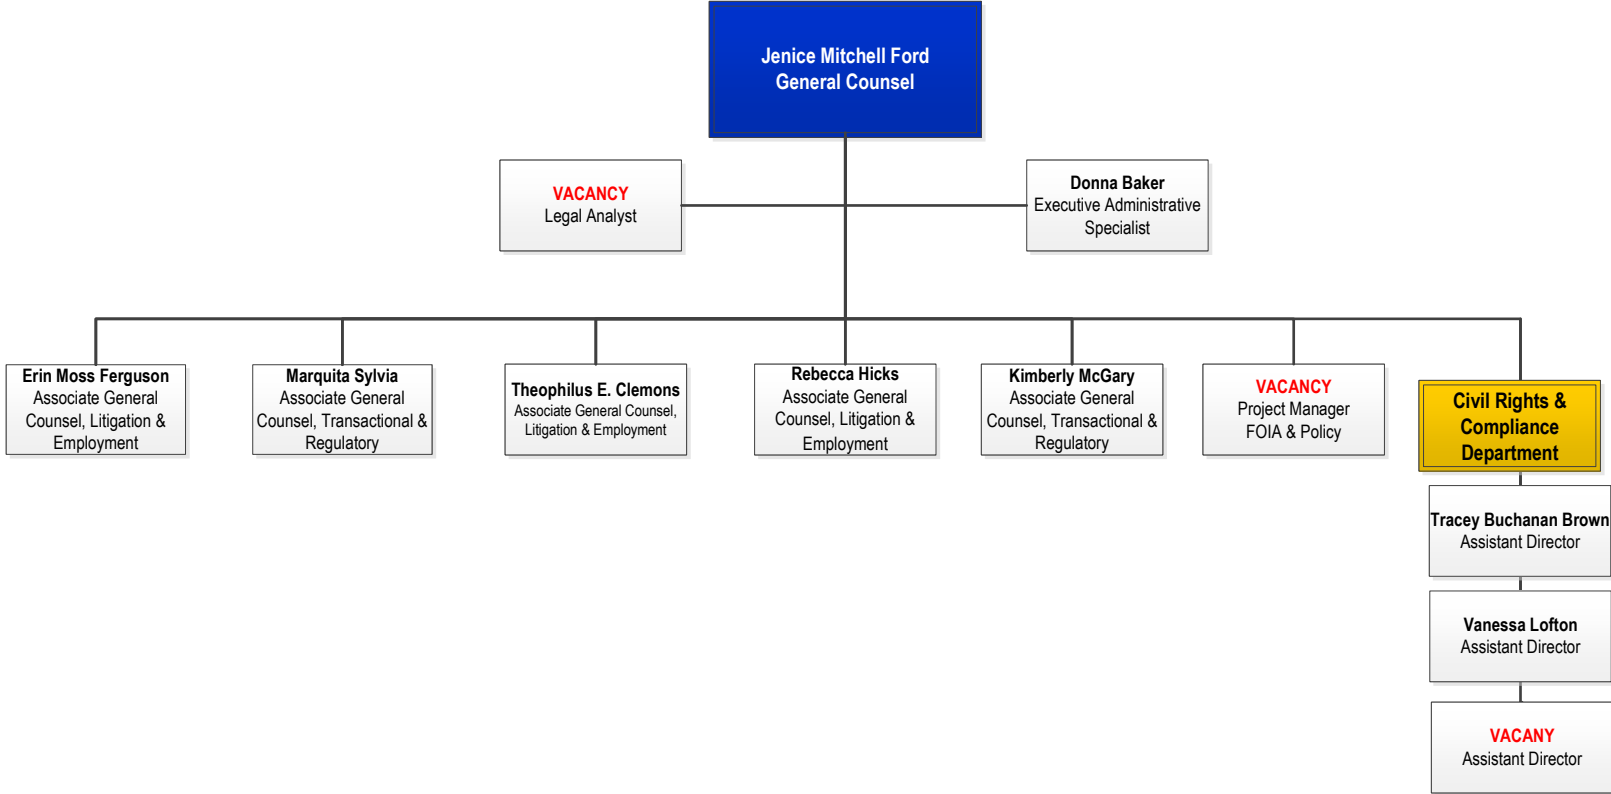 Jenice Mitchell Ford
General Counsel
VACANCY
Legal Analyst
Donna Baker
Executive Administrative
Specialist
Erin Moss Ferguson
Associate General
Counsel, Litigation &
Employment
Marquita Sylvia
Associate General
Counsel, Transactional &
Regulatory
Theophilus E. Clemons
Associate General Counsel,
Litigation & Employment
Rebecca Hicks
Associate General
Counsel, Litigation &
Employment
Kimberly McGary
Associate General
Counsel, Transactional &
Regulatory
VACANCY
Project Manager
FOIA & Policy
Civil Rights &
Compliance
Department
Tracey Buchanan Brown
Assistant Director
Vanessa Lofton
Assistant Director
VACANY
Assistant Director